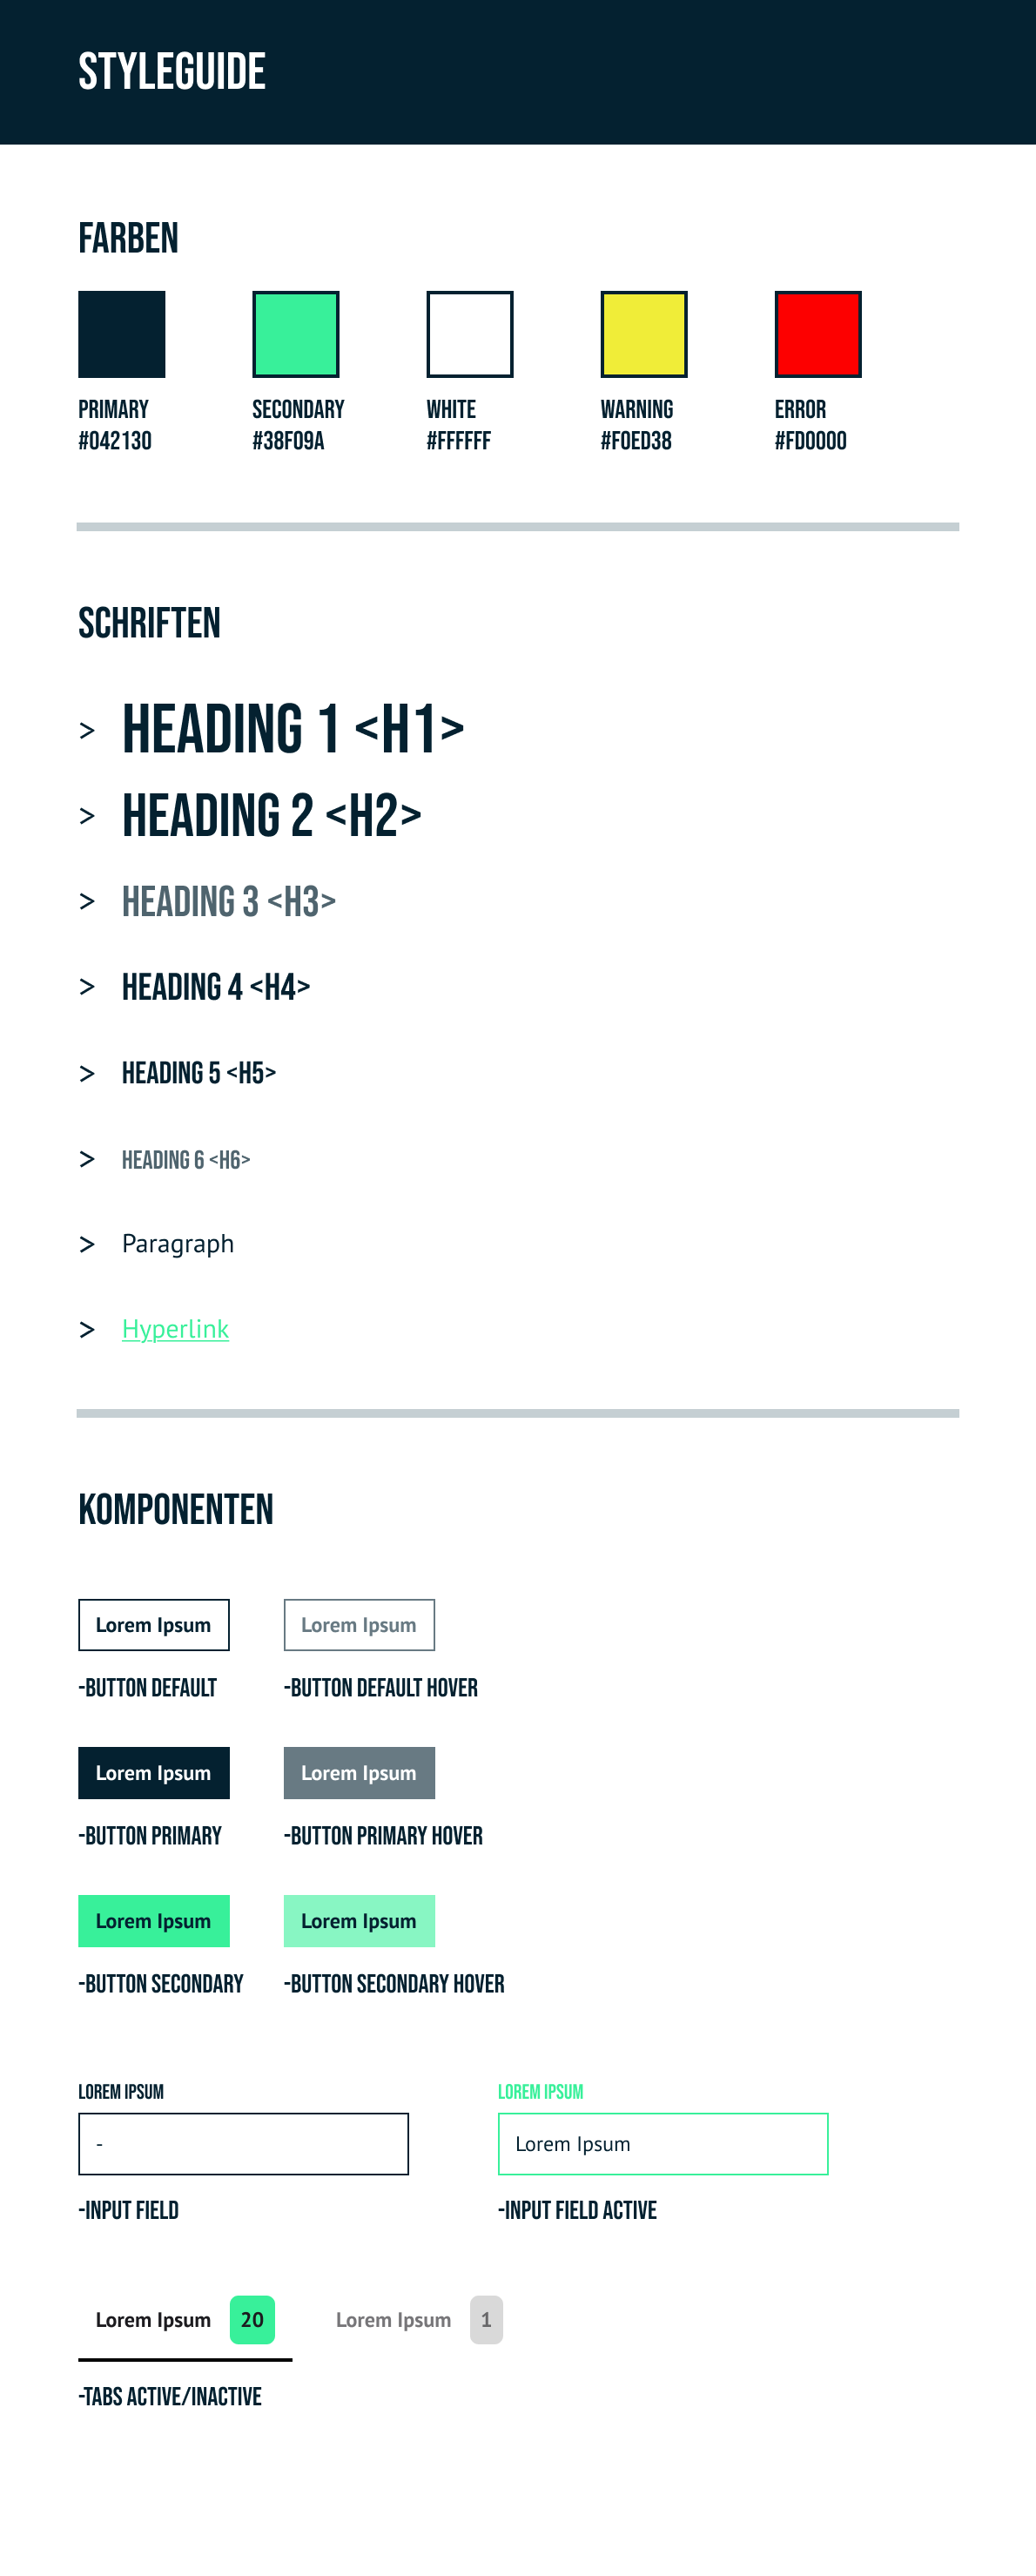 STYLEGUIDE
FARBEN
PRIMARY
#042130
SECONDARY
#38F09A
WHITE
#FFFFFF
WARNING
#F0ED38
ERROR
#FD0000
SCHRIFTEN
> HEADING 1 <H1>
> HEADING 2 <H2>
> HEADING 3 <H3>
> HEADING 4 <H4>
> HEADING 5 <H5>
> HEADING 6 <H6>
> Paragraph
> Hyperlink
KOMPONENTEN
Lorem Ipsum
-BUTTON DEFAULT
Lorem Ipsum
-BUTTON DEFAULT HOVER
Lorem Ipsum
-BUTTON PRIMARY
Lorem Ipsum
-BUTTON PRIMARY HOVER
Lorem Ipsum
-BUTTON SECONDARY
Lorem Ipsum
-BUTTON SECONDARY HOVER
LOREM IPSUM
-
-INPUT FIELD
LOREM IPSUM
Lorem Ipsum
-INPUT FIELD ACTIVE
Lorem Ipsum 20
Lorem Ipsum 1
-TABS ACTIVE/INACTIVE